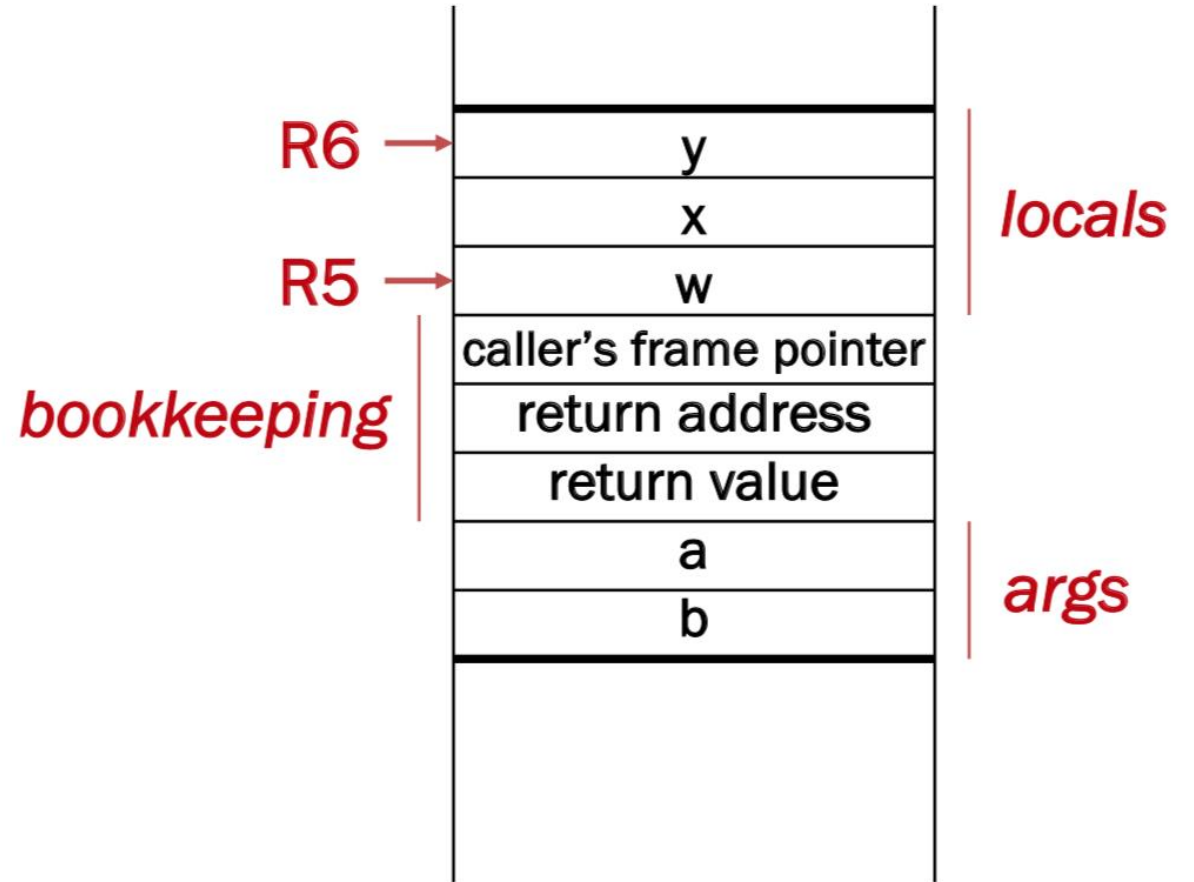 R6
y
x
locals
R5
w
caller's frame pointer
bookkeeping
return address
return value
a
args
b